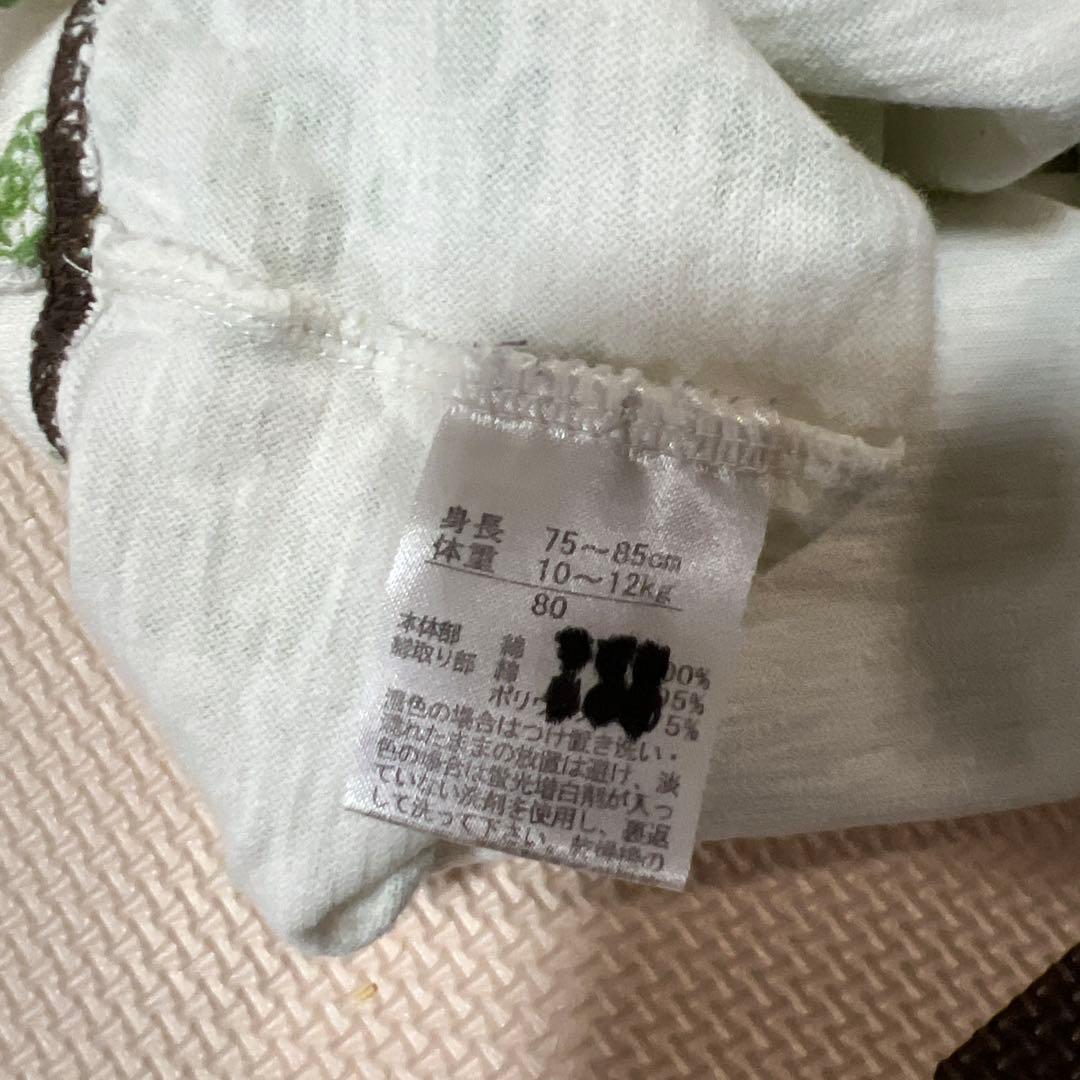 身長 75～85cm
体重 10～12kg
80
本体部 綿 00%
縁取り部 綿 95%
ポリウ 5%
濃色の場合はつけ置き洗い・
濡れたままの放置は避け、淡
色の場合は蛍光増白剤が入っ
ていない洗剤を使用し、裏返
して洗って下さい。乾燥機の